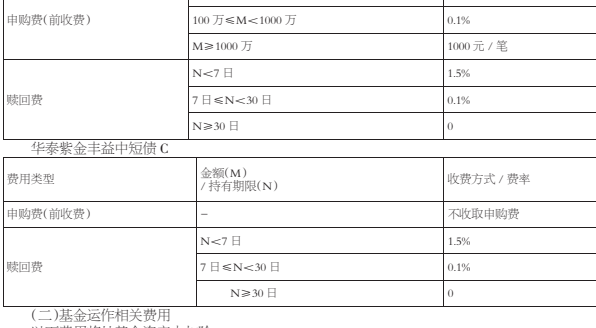 申购费(前收费) 100 万≤M<1000 万 0.1%
M≥1000 万 1000 元 / 笔
赎回费 N<7 日 1.5%
7 日≤N<30 日 0.1%
N≥30 日 0
华泰紫金丰益中短债 C
费用类型 金额(M) 收费方式 / 费率
/ 持有期限(N)
申购费(前收费) – 不收取申购费
赎回费 N<7 日 1.5%
7 日≤N<30 日 0.1%
N≥30 日 0
(二)基金运作相关费用